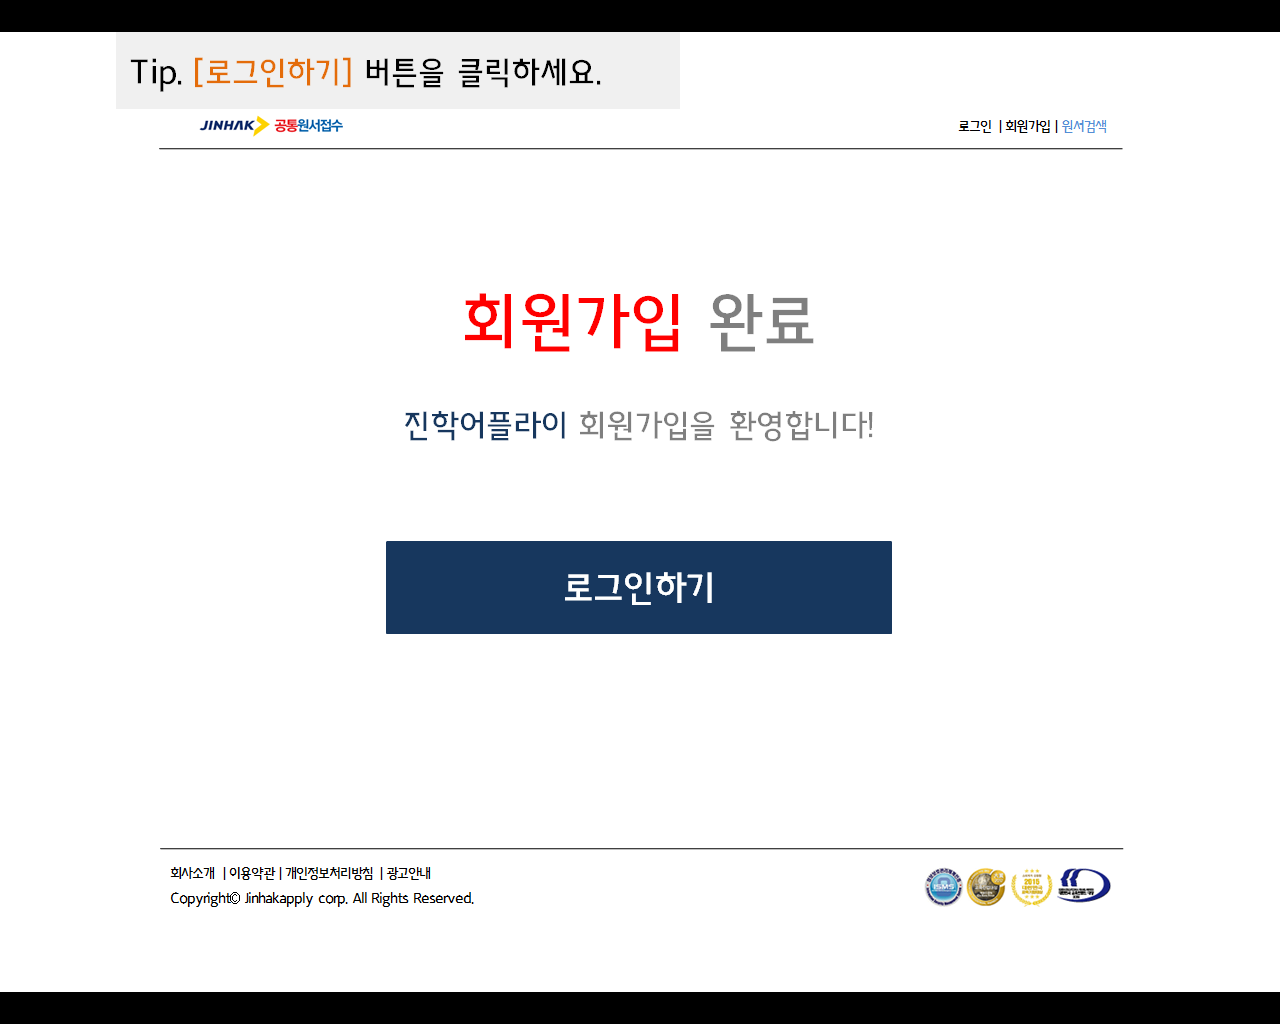 Tip. [로그인하기] 버튼을 클릭하세요.
JINHAK 공통원서접수
로그인 | 회원가입 | 원서검색
회원가입 완료
진학어플라이 회원가입을 환영합니다!
로그인하기
회사소개 | 이용약관 | 개인정보처리방침 | 광고안내
Copyright© Jinhakapply corp. All Rights Reserved.
ISMS
2016